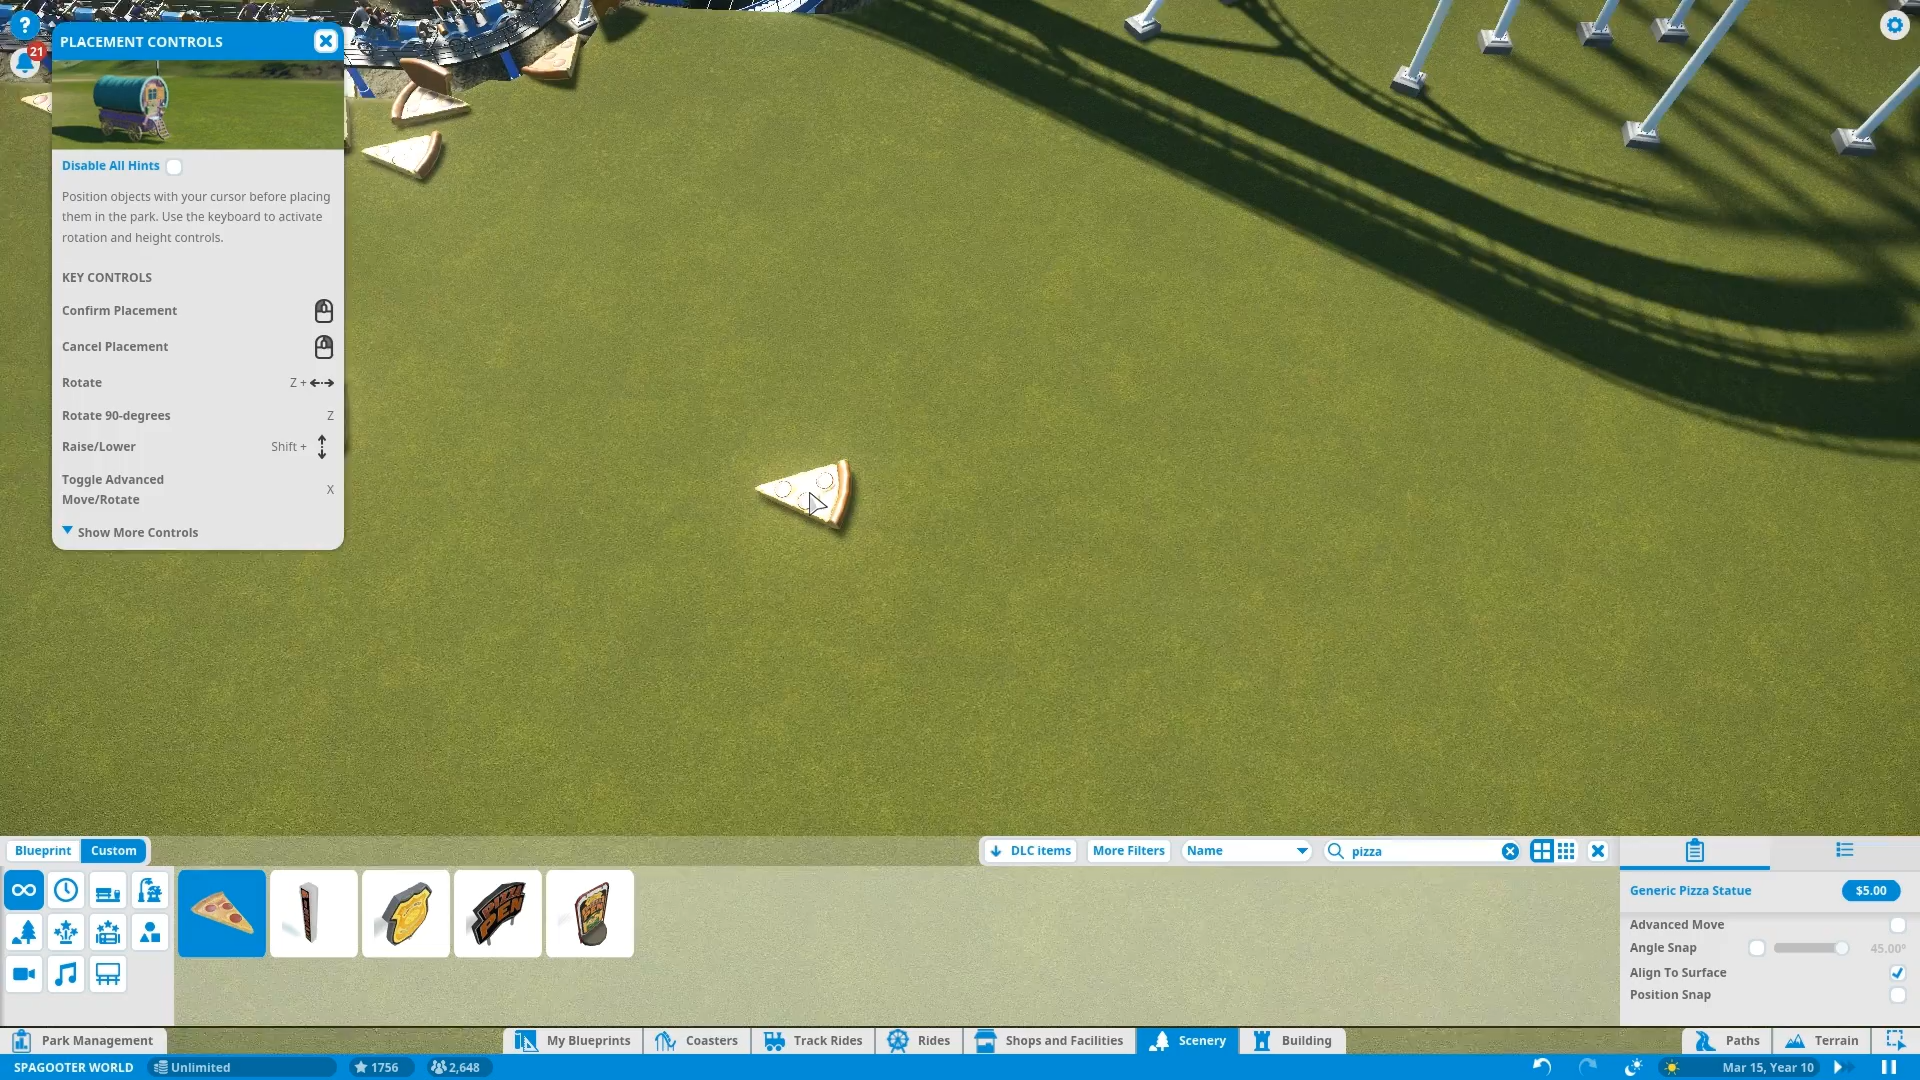 ?
21
PLACEMENT CONTROLS
Disable All Hints
Position objects with your cursor before placing
them in the park. Use the keyboard to activate
rotation and height controls.
KEY CONTROLS
Confirm Placement
Cancel Placement
Rotate Z +
Rotate 90-degrees Z
Raise/Lower Shift +
Toggle Advanced
Move/Rotate X
Show More Controls
Blueprint Custom
DLC items More Filters Name pizza
PIZZA
PEN
Generic Pizza Statue $5.00
Advanced Move
Angle Snap 45.00°
Align To Surface
Position Snap
Park Management My Blueprints Coasters Track Rides Rides Shops and Facilities Scenery Building Paths Terrain
SPAGOOTER WORLD Unlimited 1756 2,648 Mar 15, Year 10